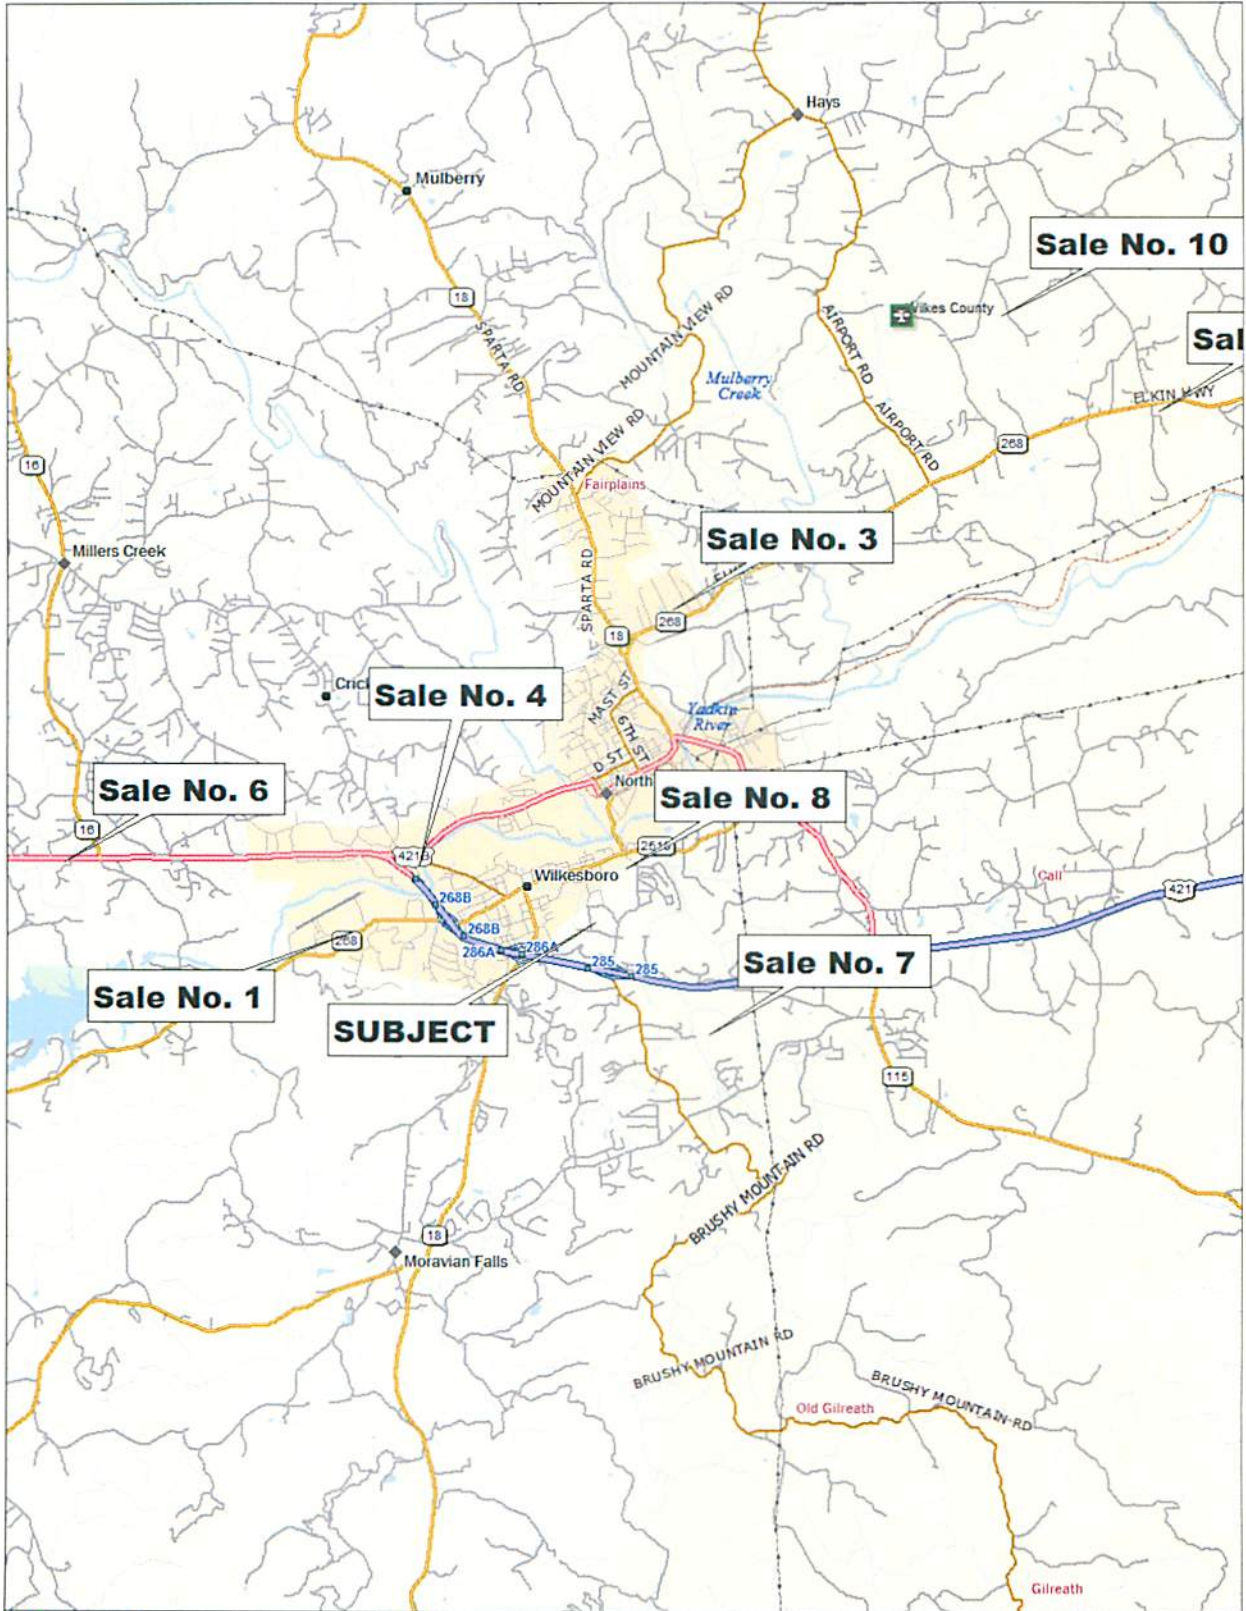 Hays
Mulberry
Sale No. 10
18
Wilkes County
SPARTA RD
MOUNTAIN VIEW RD
AIRPORT RD
Sal
Mulberry
Creek
ELKIN HWY
AIRPORT RD
MOUNTAIN VIEW RD
268
16
Fairplains
Millers Creek
Sale No. 3
SPARTA RD
268
18
Cric
Sale No. 4
MAST ST
6TH ST
Yadkin
River
D ST
North
Sale No. 6
Sale No. 8
16
421B
Wilkesboro
Call
421
268B
268
268B
286A
286A
285
285
Sale No. 7
Sale No. 1
SUBJECT
115
BRUSHY MOUNTAIN RD
18
Moravian Falls
BRUSHY MOUNTAIN RD
BRUSHY MOUNTAIN RD
Old Gilreath
Gilreath